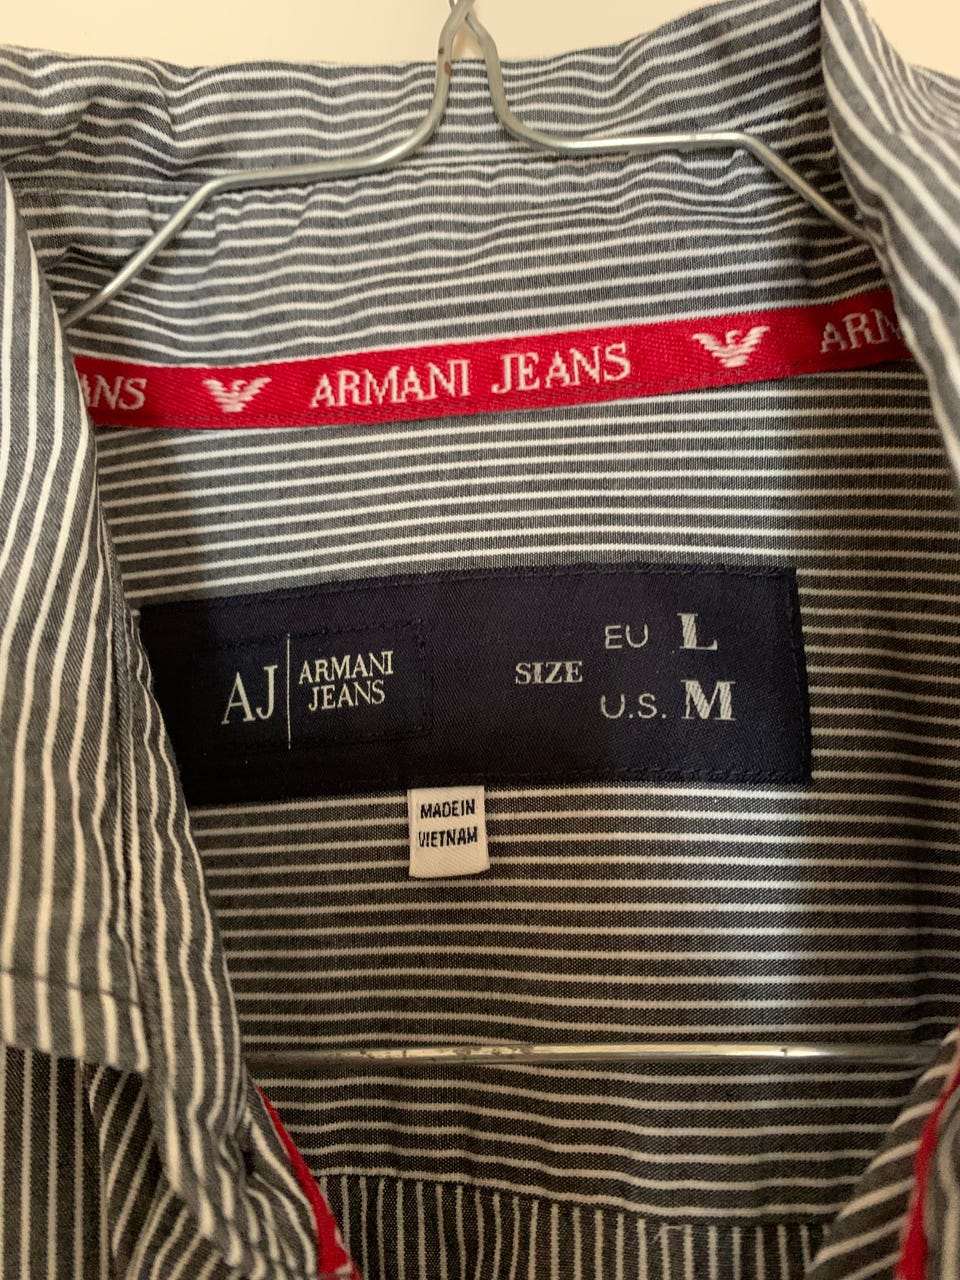 ANS ARMANI JEANS ARM
AJ
ARMANI
JEANS
SIZE
EU L
U.S. M
MADE IN
VIETNAM